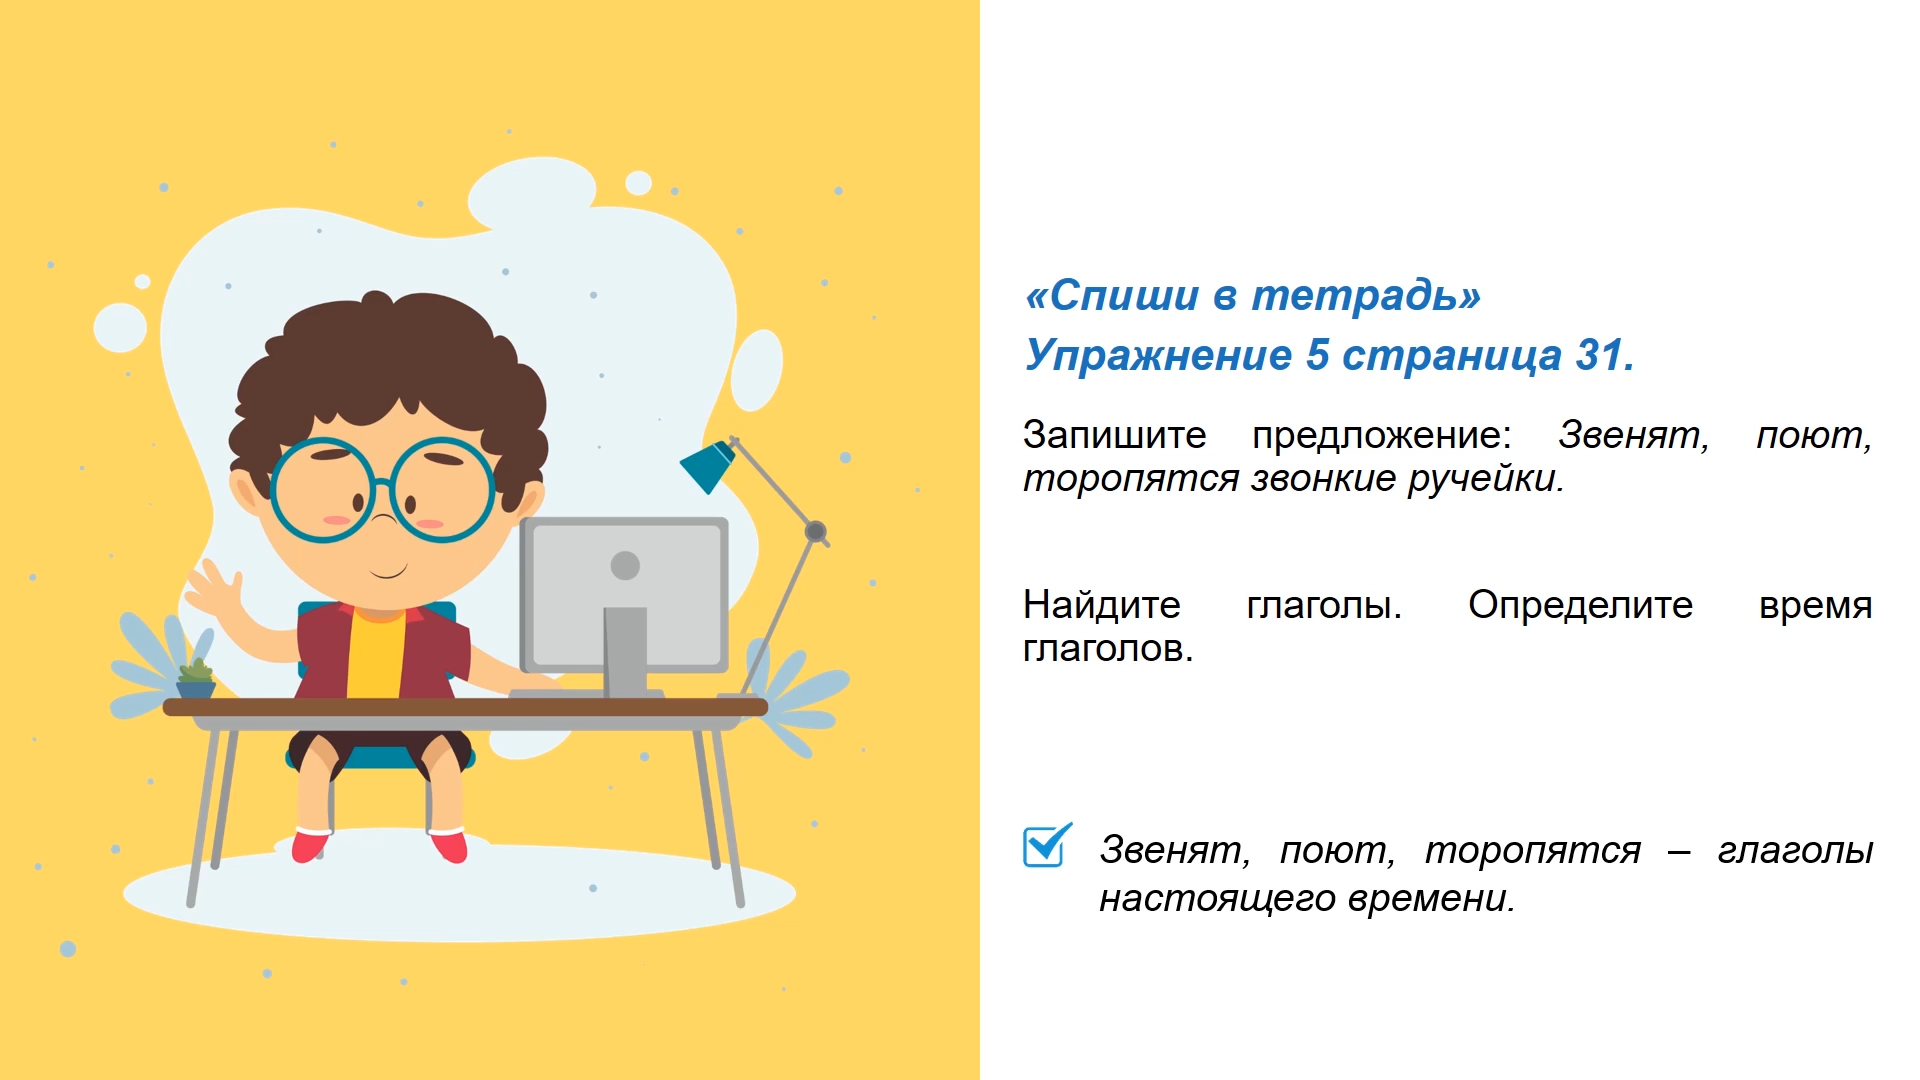 «Спиши в тетрадь»
Упражнение 5 страница 31.
Запишите предложение: Звенят, поют,
торопятся звонкие ручейки.
Найдите глаголы. Определите время
глаголов.
Звенят, поют, торопятся – глаголы
настоящего времени.